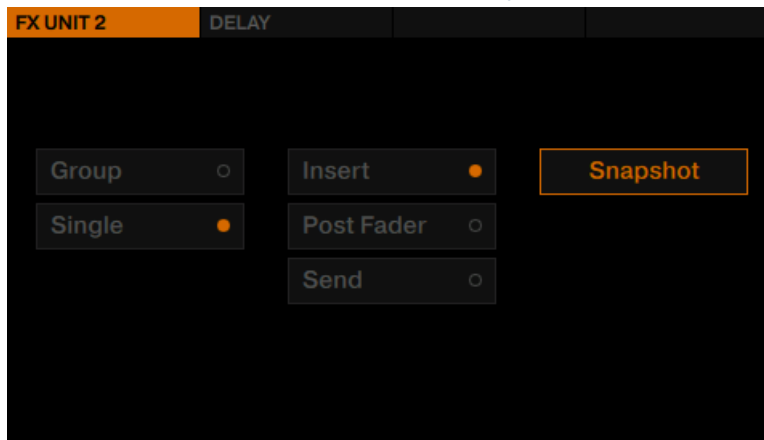 FX UNIT 2 DELAY
Group Insert Snapshot
Single Post Fader
Send